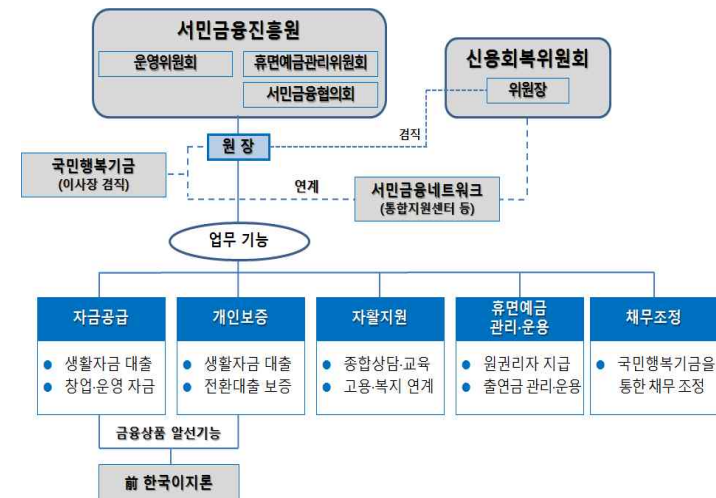 서민금융진흥원
운영위원회
휴면예금관리위원회
서민금융협의회
신용회복위원회
위원장
겸직
원 장
국민행복기금
(이사장 겸직)
연계
서민금융네트워크
(통합지원센터 등)
업무 기능
자금공급
● 생활자금 대출
● 창업·운영 자금
개인보증
● 생활자금 대출
● 전환대출 보증
자활지원
● 종합상담·교육
● 고용·복지 연계
휴면예금
관리·운용
● 원권리자 지급
● 출연금 관리·운용
채무조정
● 국민행복기금을
통한 채무 조정
금융상품 알선기능
前 한국이지론